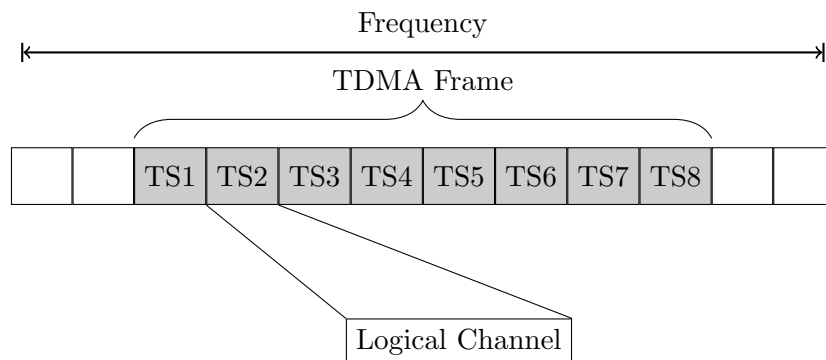 Frequency
TDMA Frame
TS1 TS2 TS3 TS4 TS5 TS6 TS7 TS8
Logical Channel